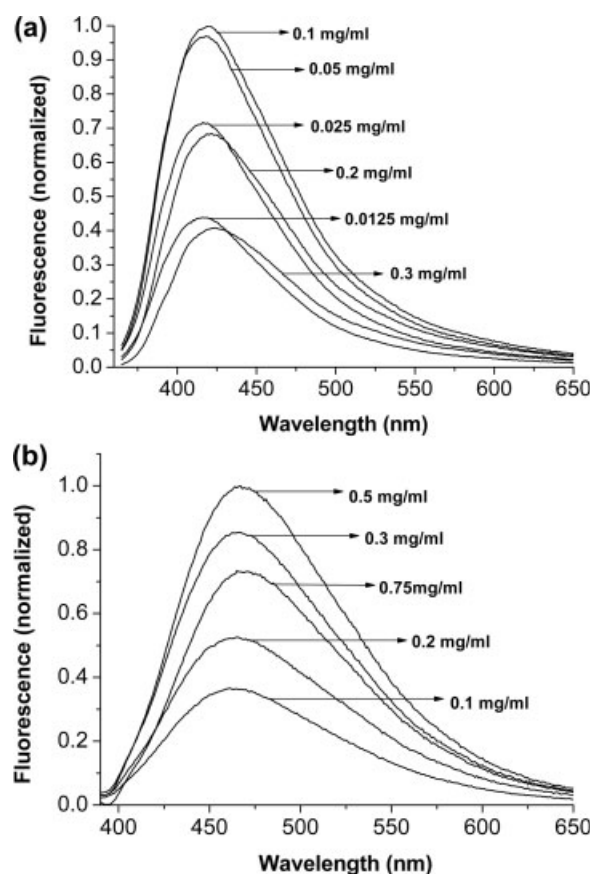 (a)
1.0
0.9
0.8
0.7
0.6
0.5
0.4
0.3
0.2
0.1
0.0
Fluorescence (normalized)
0.1 mg/ml
0.05 mg/ml
0.025 mg/ml
0.2 mg/ml
0.0125 mg/ml
0.3 mg/ml
400 450 500 550 600 650
Wavelength (nm)
(b)
1.0
0.8
0.6
0.4
0.2
0.0
Fluorescence (normalized)
0.5 mg/ml
0.3 mg/ml
0.75mg/ml
0.2 mg/ml
0.1 mg/ml
400 450 500 550 600 650
Wavelength (nm)